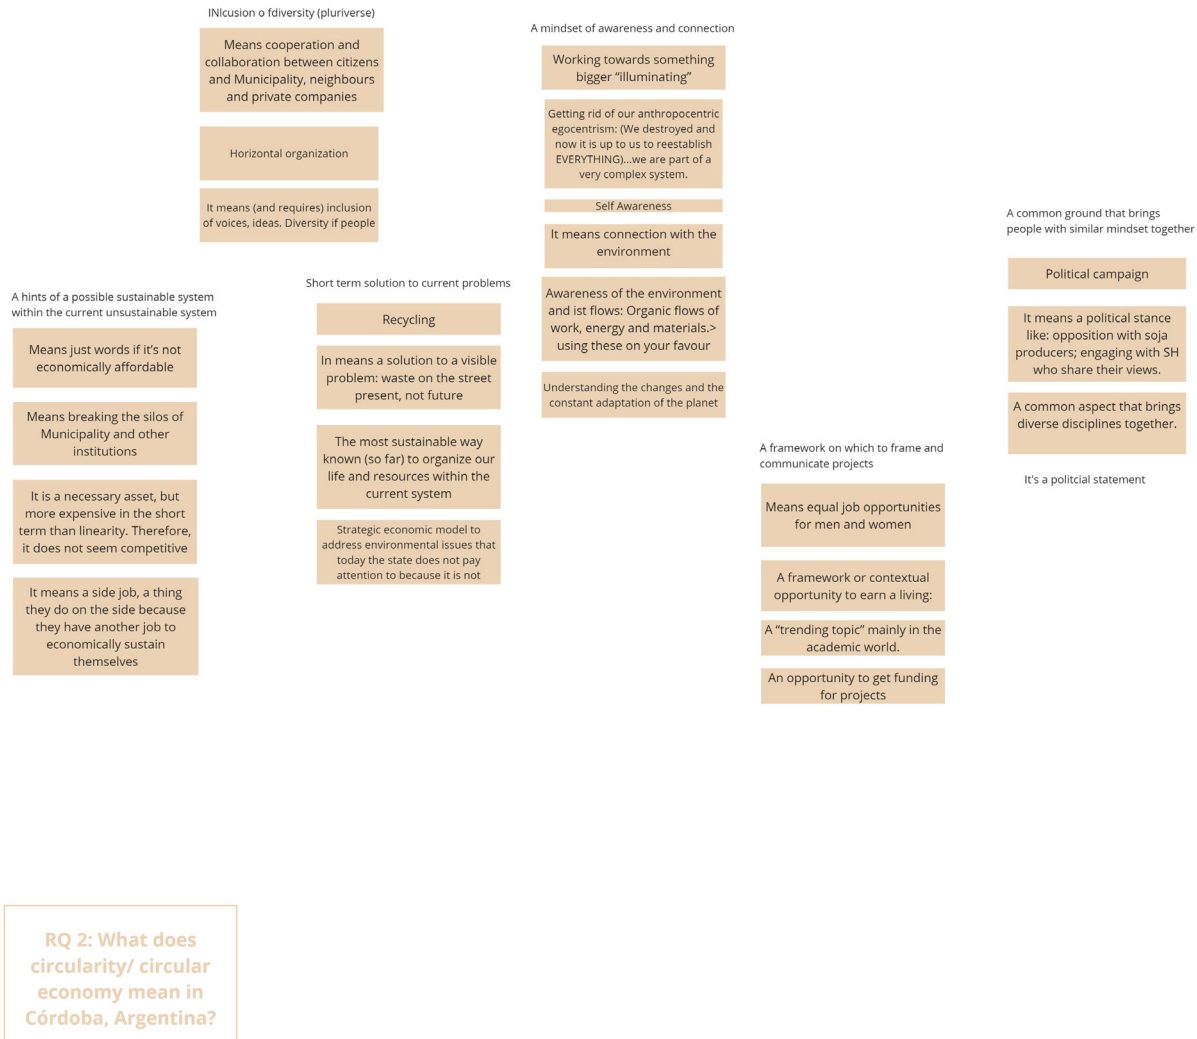 INlcusion o fdiversity (pluriverse)
Means cooperation and
collaboration between citizens
and Municipality, neighbours
and private companies
Horizontal organization
It means (and requires) inclusion
of voices, ideas. Diversity if people
A mindset of awareness and connection
Working towards something
bigger “illuminating”
Getting rid of our anthropocentric
egocentrism: (We destroyed and
now it is up to us to reestablish
EVERYTHING)...we are part of a
very complex system.
Self Awareness
It means connection with the
environment
Awareness of the environment
and ist flows: Organic flows of
work, energy and materials.>
using these on your favour
Understanding the changes and the
constant adaptation of the planet
A common ground that brings
people with similar mindset together
Political campaign
It means a political stance
like: opposition with soja
producers; engaging with SH
who share their views.
A common aspect that brings
diverse disciplines together.
It's a politcial statement
A hints of a possible sustainable system
within the current unsustainable system
Means just words if it’s not
economically affordable
Means breaking the silos of
Municipality and other
institutions
It is a necessary asset, but
more expensive in the short
term than linearity. Therefore,
it does not seem competitive
It means a side job, a thing
they do on the side because
they have another job to
economically sustain
themselves
Short term solution to current problems
Recycling
In means a solution to a visible
problem: waste on the street
present, not future
The most sustainable way
known (so far) to organize our
life and resources within the
current system
Strategic economic model to
address environmental issues that
today the state does not pay
attention to because it is not
A framework on which to frame and
communicate projects
Means equal job opportunities
for men and women
A framework or contextual
opportunity to earn a living:
A “trending topic” mainly in the
academic world.
An opportunity to get funding
for projects
RQ 2: What does
circularity/ circular
economy mean in
Córdoba, Argentina?